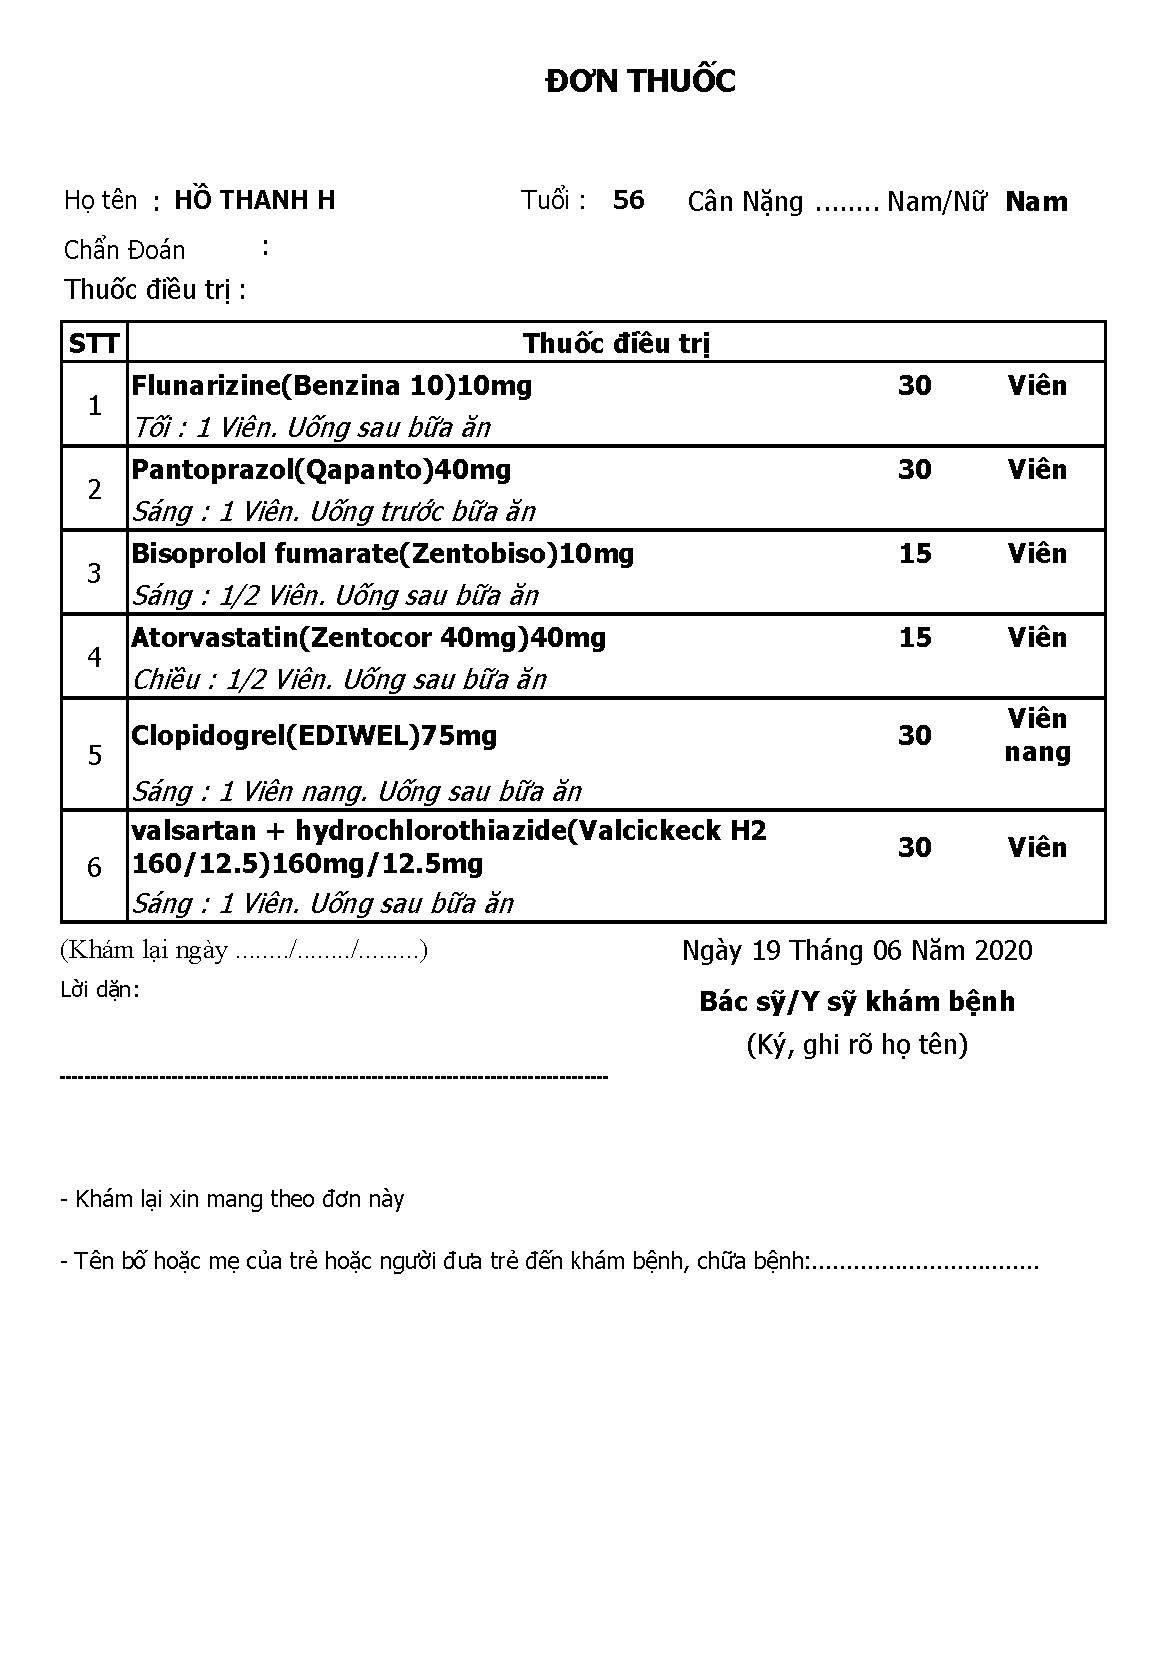 ĐƠN THUỐC
Họ tên : HỒ THANH H Tuổi : 56 Cân Nặng ........ Nam/Nữ Nam
Chẩn Đoán :
Thuốc điều trị :
STT Thuốc điều trị
1 Flunarizine(Benzina 10)10mg 30 Viên
Tối : 1 Viên. Uống sau bữa ăn
2 Pantoprazol(Qapanto)40mg 30 Viên
Sáng : 1 Viên. Uống trước bữa ăn
3 Bisoprolol fumarate(Zentobiso)10mg 15 Viên
Sáng : 1/2 Viên. Uống sau bữa ăn
4 Atorvastatin(Zentocor 40mg)40mg 15 Viên
Chiều : 1/2 Viên. Uống sau bữa ăn
5 Clopidogrel(EDIWEL)75mg 30 Viên nang
Sáng : 1 Viên nang. Uống sau bữa ăn
6 valsartan + hydrochlorothiazide(Valcickeck H2
160/12.5)160mg/12.5mg 30 Viên
Sáng : 1 Viên. Uống sau bữa ăn
(Khám lại ngày ......../......../.........) Ngày 19 Tháng 06 Năm 2020
Lời dặn:
Bác sỹ/Y sỹ khám bệnh
(Ký, ghi rõ họ tên)
- Khám lại xin mang theo đơn này
- Tên bố hoặc mẹ của trẻ hoặc người đưa trẻ đến khám bệnh, chữa bệnh:.................................